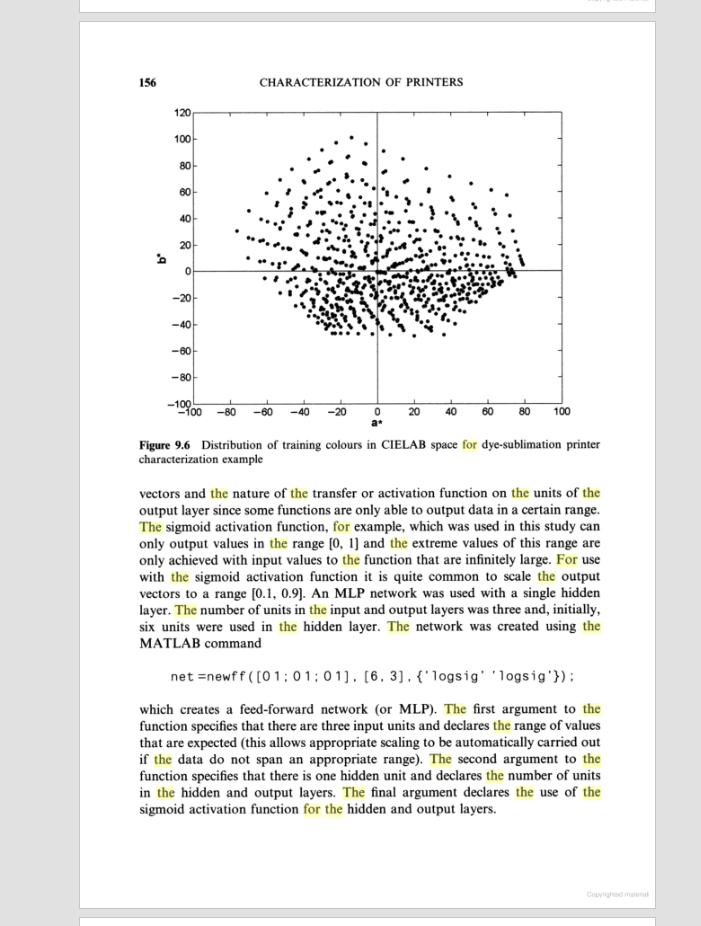 156 CHARACTERIZATION OF PRINTERS
120
100
80
60
40
20
0
−20
−40
−60
−80
−100
b*
−100 −80 −60 −40 −20 0 20 40 60 80 100
a*
Figure 9.6 Distribution of training colours in CIELAB space for dye-sublimation printer
characterization example
vectors and the nature of the transfer or activation function on the units of the
output layer since some functions are only able to output data in a certain range.
The sigmoid activation function, for example, which was used in this study can
only output values in the range [0, 1] and the extreme values of this range are
only achieved with input values to the function that are infinitely large. For use
with the sigmoid activation function it is quite common to scale the output
vectors to a range [0.1, 0.9]. An MLP network was used with a single hidden
layer. The number of units in the input and output layers was three and, initially,
six units were used in the hidden layer. The network was created using the
MATLAB command
net =newff([0 1; 0 1; 0 1], [6, 3], {'logsig' 'logsig'});
which creates a feed-forward network (or MLP). The first argument to the
function specifies that there are three input units and declares the range of values
that are expected (this allows appropriate scaling to be automatically carried out
if the data do not span an appropriate range). The second argument to the
function specifies that there is one hidden unit and declares the number of units
in the hidden and output layers. The final argument declares the use of the
sigmoid activation function for the hidden and output layers.
Copyrighted material